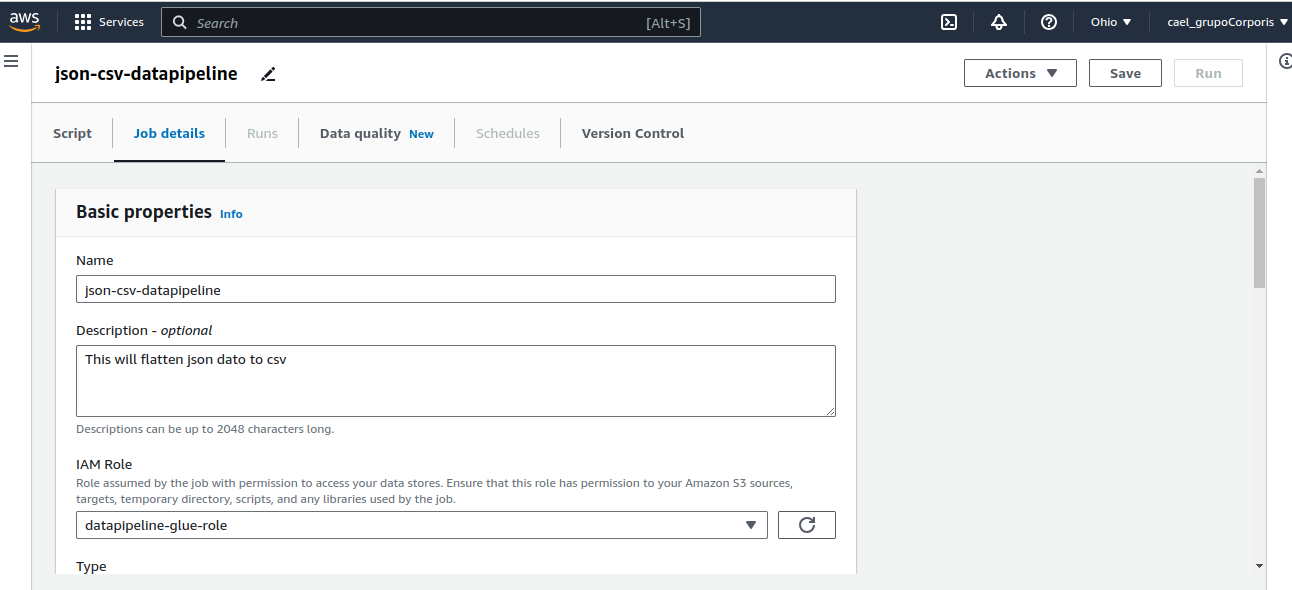 aws Services Search [Alt+S] Ohio cael_grupoCorporis
json-csv-datapipeline Actions Save Run
Script Job details Runs Data quality New Schedules Version Control
Basic properties Info
Name
json-csv-datapipeline
Description - optional
This will flatten json dato to csv
Descriptions can be up to 2048 characters long.
IAM Role
Role assumed by the job with permission to access your data stores. Ensure that this role has permission to your Amazon S3 sources,
targets, temporary directory, scripts, and any libraries used by the job.
datapipeline-glue-role
Type